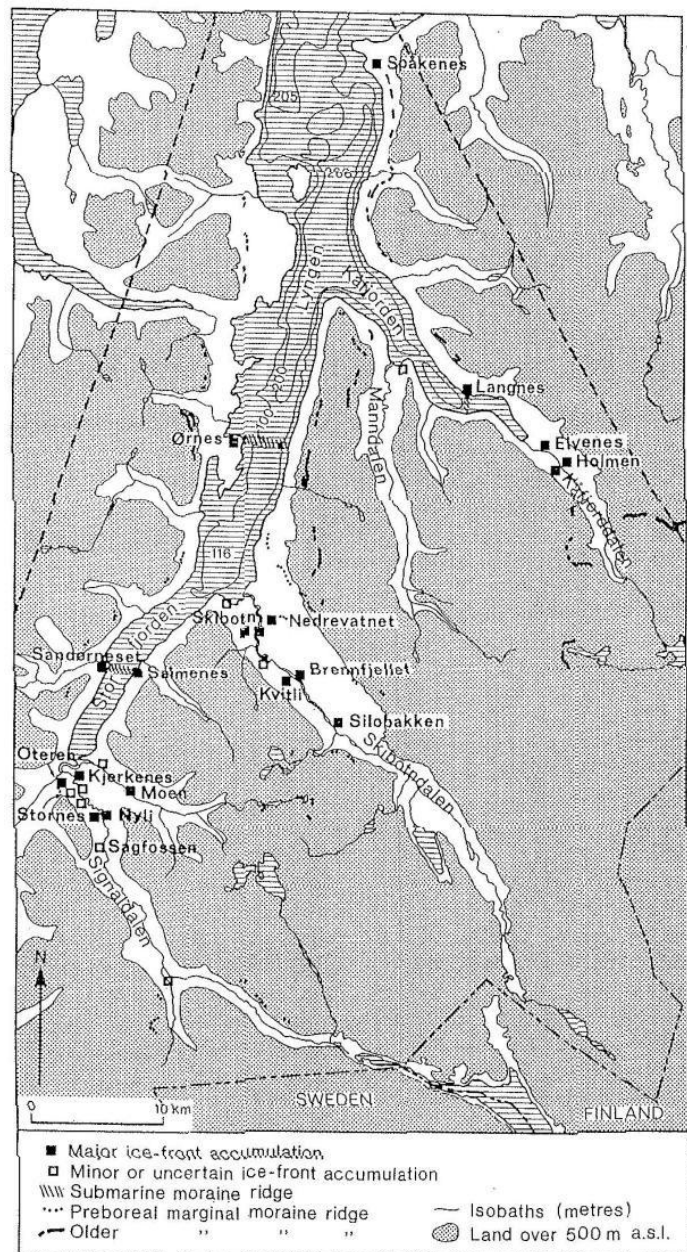 Spåkenes
205
266
Lyngen
Kåfjorden
200
100
Langnes
Manndalen
Ørnes
Elvenes
Holmen
Kåfjorddalen
116
Skibotn
Nedrevatnet
Storfjorden
Sandørneset
Salmenes
Brennfjellet
Kvitli
Silobakken
Skibotndalen
Oteren
Kjerkenes
Moen
Stornes
Nyli
Sagfossen
Signaldalen
N
0 10 km
SWEDEN
FINLAND
Major ice-front accumulation
Minor or uncertain ice-front accumulation
Submarine moraine ridge
Preboreal marginal moraine ridge
Isobaths (metres)
Older ,, ,, ,,
Land over 500 m a.s.l.